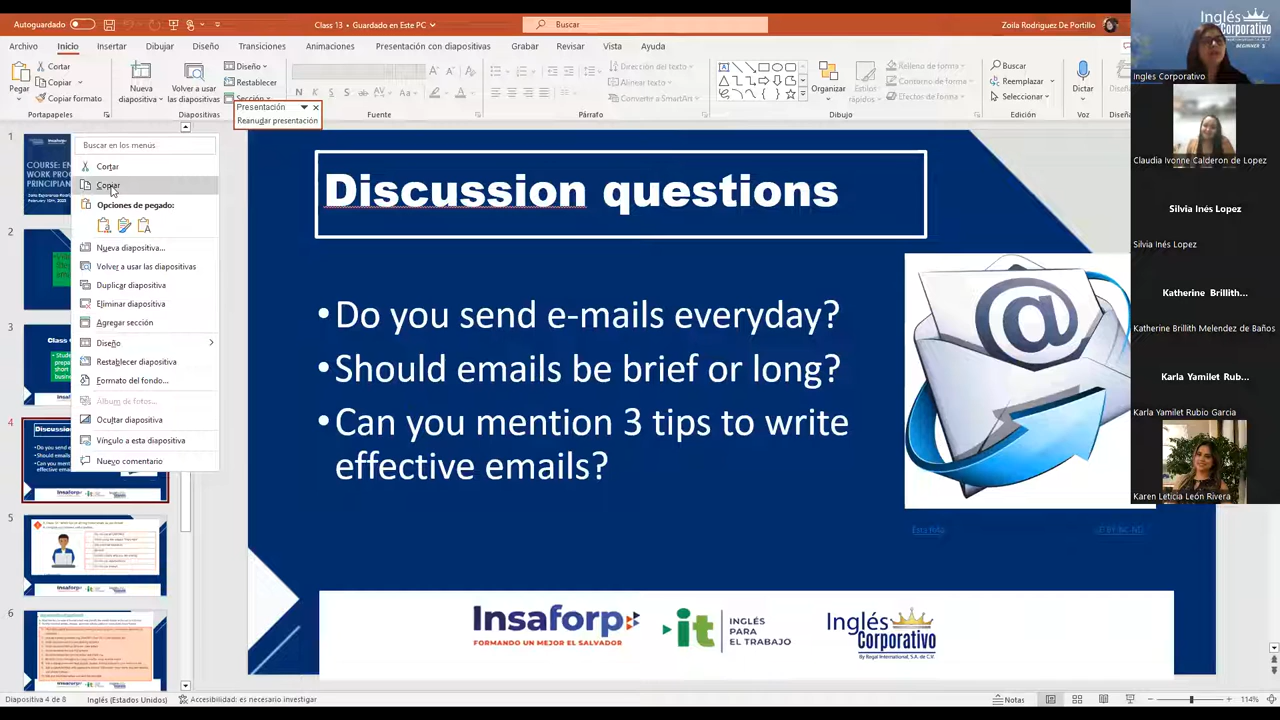 Autoguardado
Class 13 • Guardado en Este PC
Buscar
Zoila Rodriguez De Portillo
Archivo
Inicio
Insertar
Dibujar
Diseño
Transiciones
Animaciones
Presentación con diapositivas
Grabar
Revisar
Vista
Ayuda
Pegar
Cortar
Copiar
Copiar formato
Portapapeles
Nueva diapositiva
Volver a usar las diapositivas
Diseño
Restablecer
Sección
Diapositivas
Presentación
Reanudar presentación
Fuente
Dirección del texto
Alinear texto
Convertir a SmartArt
Párrafo
Organizar
Estilos rápidos
Relleno de forma
Contorno de forma
Efectos de forma
Dibujo
Buscar
Reemplazar
Seleccionar
Edición
Dictar
Voz
Buscar en los menús
Cortar
Copiar
Opciones de pegado:
Nueva diapositiva...
Volver a usar las diapositivas
Duplicar diapositiva
Eliminar diapositiva
Agregar sección
Diseño
Restablecer diapositiva
Formato del fondo...
Álbum de fotos...
Ocultar diapositiva
Vínculo a esta diapositiva
Nuevo comentario
1
2
3
4
5
6
Discussion questions
•Do you send e-mails everyday?
•Should emails be brief or long?
•Can you mention 3 tips to write
effective emails?
@
Insaforp
FORMANDO UN MEJOR EL SALVADOR
it
INGLÉS
PARA
EL TRABAJO
Inglés
Corporativo
By Regal International, S.A. de C.V.
Inglés
Corporativo
BEGINNER 1
Ingles Corporativo
Claudia Ivonne Calderon de Lopez
Silvia Inés Lopez
Silvia Inés Lopez
Katherine Brillith...
Katherine Brillith Melendez de Baños
Karla Yamilet Rub...
Karla Yamilet Rubio Garcia
Karen Leticia León Rivera
Diapositiva 4 de 8
Inglés (Estados Unidos)
Accesibilidad: es necesario investigar
Notas
114%